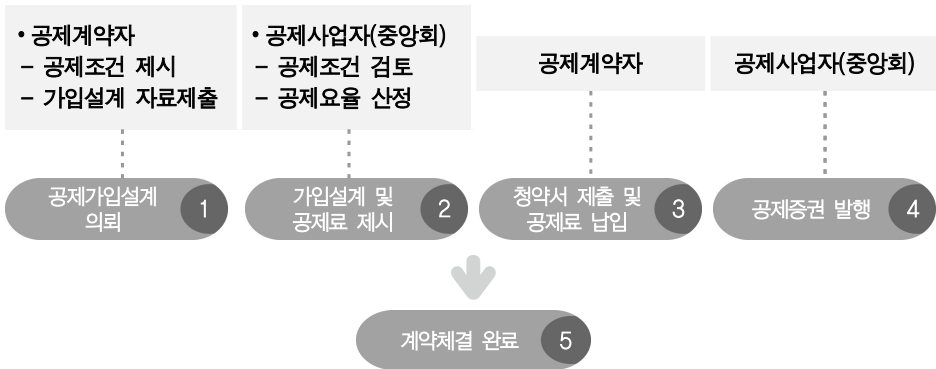 • 공제계약자
– 공제조건 제시
– 가입설계 자료제출
• 공제사업자(중앙회)
– 공제조건 검토
– 공제요율 산정
공제계약자
공제사업자(중앙회)
공제가입설계
의뢰
1
가입설계 및
공제료 제시
2
청약서 제출 및
공제료 납입
3
공제증권 발행
4
계약체결 완료
5